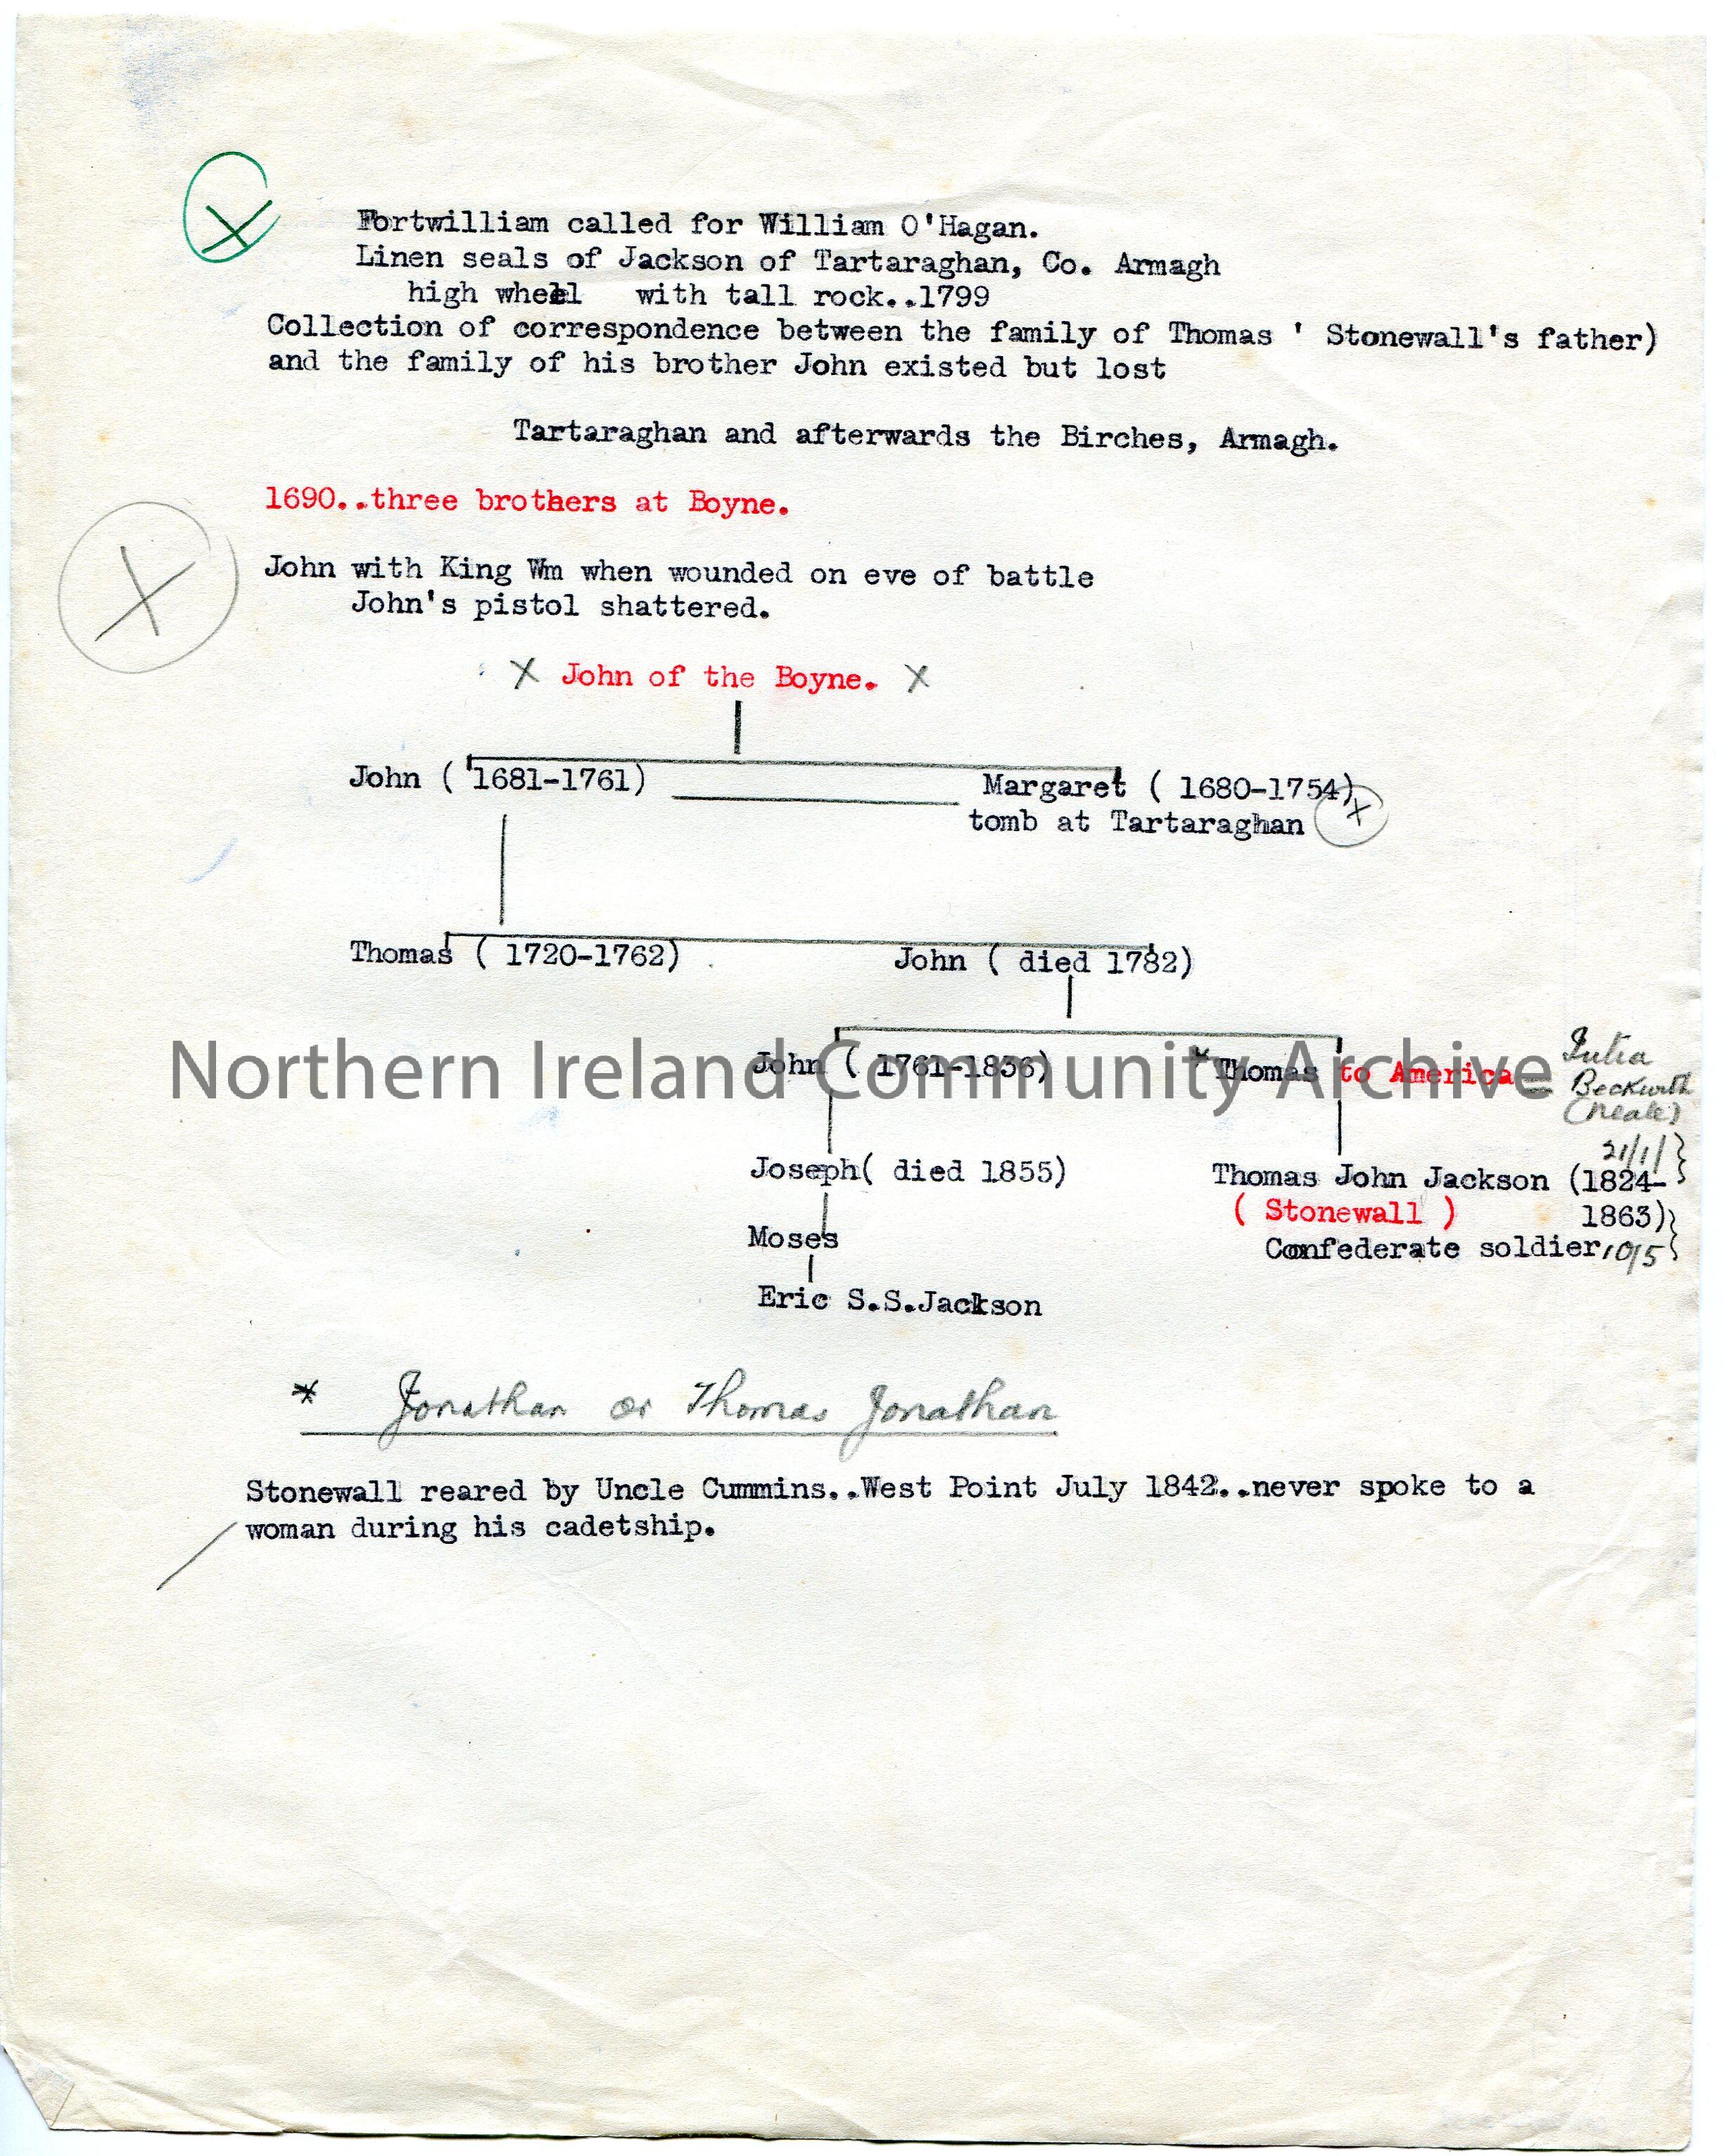 Fortwilliam called for William O'Hagan.
Linen seals of Jackson of Tartaraghan, Co. Armagh
high wheel with tall rock..1799
Collection of correspondence between the family of Thomas ' Stonewall's father)
and the family of his brother John existed but lost
Tartaraghan and afterwards the Birches, Armagh.
1690..three brothers at Boyne.
John with King Wm when wounded on eve of battle
John's pistol shattered.
X John of the Boyne. X
John ( 1681-1761) Margaret ( 1680-1754) X
tomb at Tartaraghan
Thomas ( 1720-1762) John ( died 1782)
John ( 1761-1836) * Thomas to America = Julia
Beckwith
(Neale)
Northern Ireland Community Archive
21/1/
Joseph( died 1855) Thomas John Jackson (1824-
( Stonewall ) 1863)
Moses Confederate soldier 10/5
Eric S.S.Jackson
* Jonathan or Thomas Jonathan
Stonewall reared by Uncle Cummins..West Point July 1842..never spoke to a
woman during his cadetship.